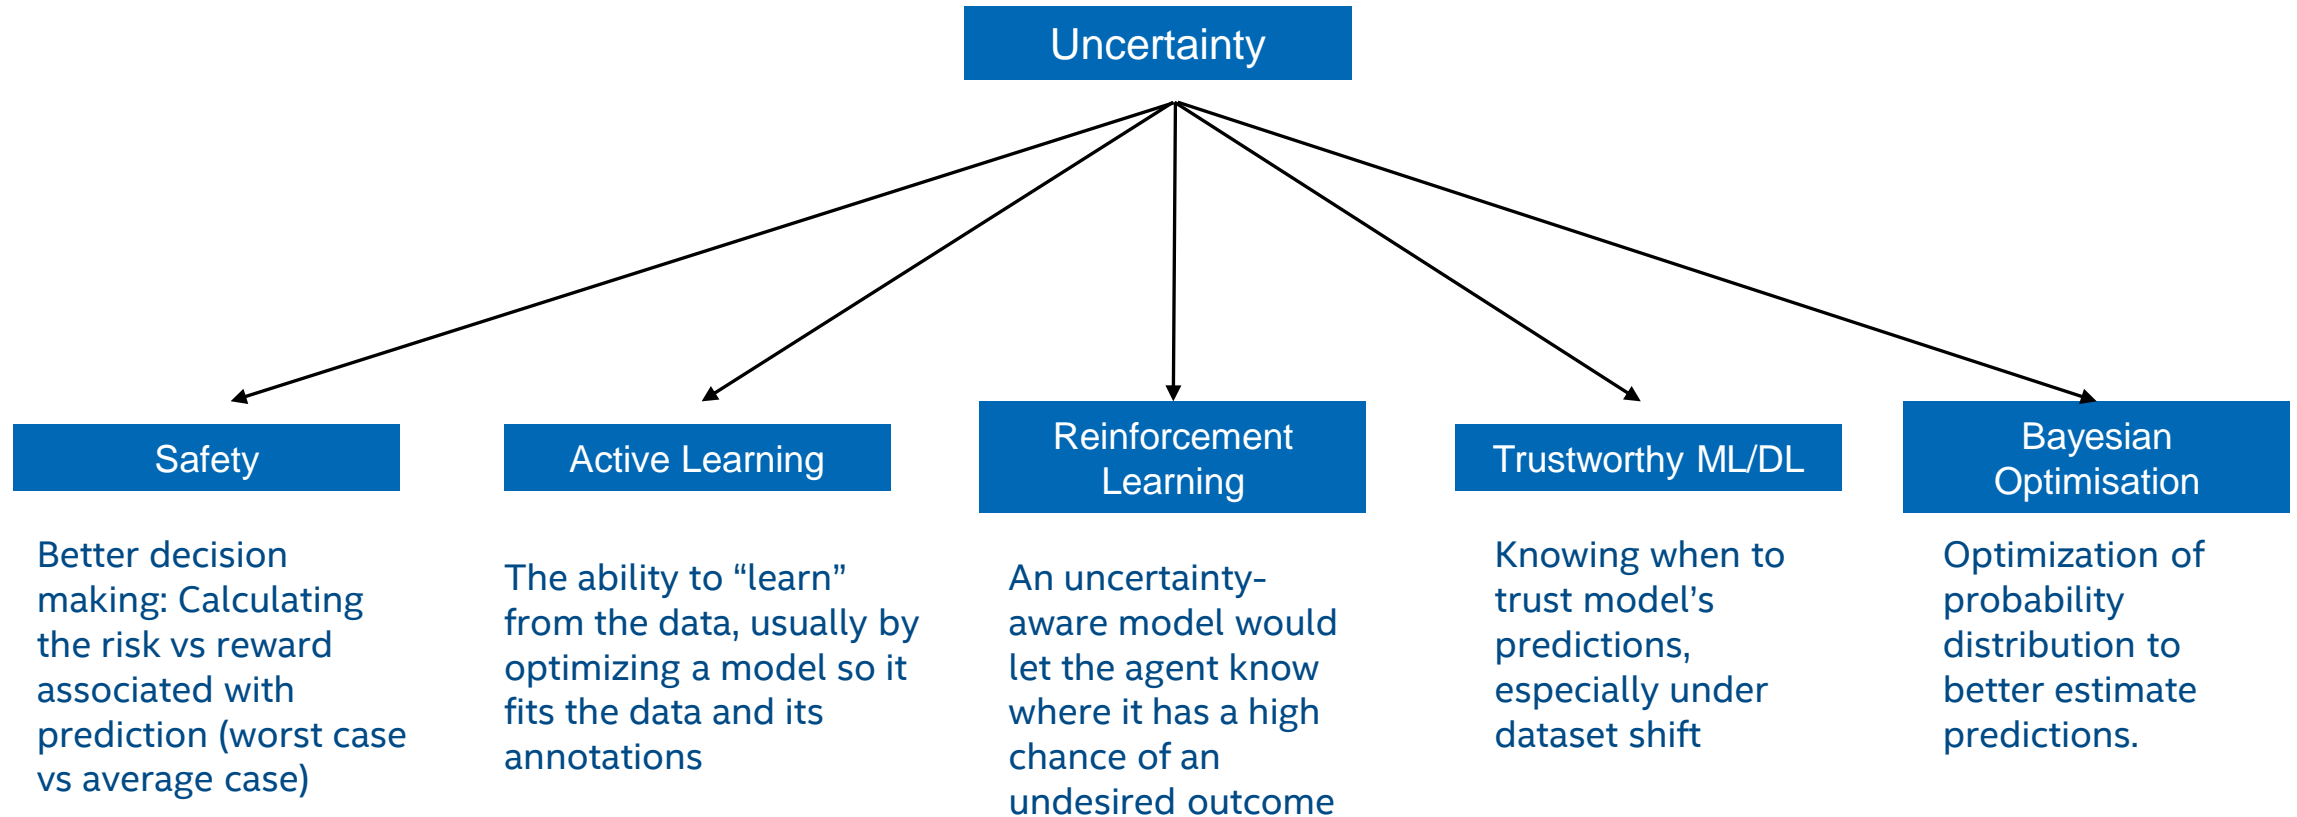 Uncertainty
Safety
Active Learning
Reinforcement
Learning
Trustworthy ML/DL
Bayesian
Optimisation
Better decision
making: Calculating
the risk vs reward
associated with
prediction (worst case
vs average case)
The ability to “learn”
from the data, usually by
optimizing a model so it
fits the data and its
annotations
An uncertainty-
aware model would
let the agent know
where it has a high
chance of an
undesired outcome
Knowing when to
trust model’s
predictions,
especially under
dataset shift
Optimization of
probability
distribution to
better estimate
predictions.